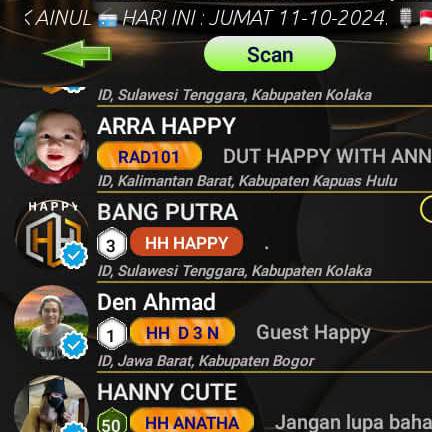 AINUL HARI INI : JUMAT 11-10-2024.
Scan
ID, Sulawesi Tenggara, Kabupaten Kolaka
ARRA HAPPY
RAD101 DUT HAPPY WITH ANN
ID, Kalimantan Barat, Kabupaten Kapuas Hulu
HAPPY
BANG PUTRA
3 HH HAPPY .
ID, Sulawesi Tenggara, Kabupaten Kolaka
Den Ahmad
1 HH D 3 N Guest Happy
ID, Jawa Barat, Kabupaten Bogor
HANNY CUTE
50 HH ANATHA Jangan lupa baha